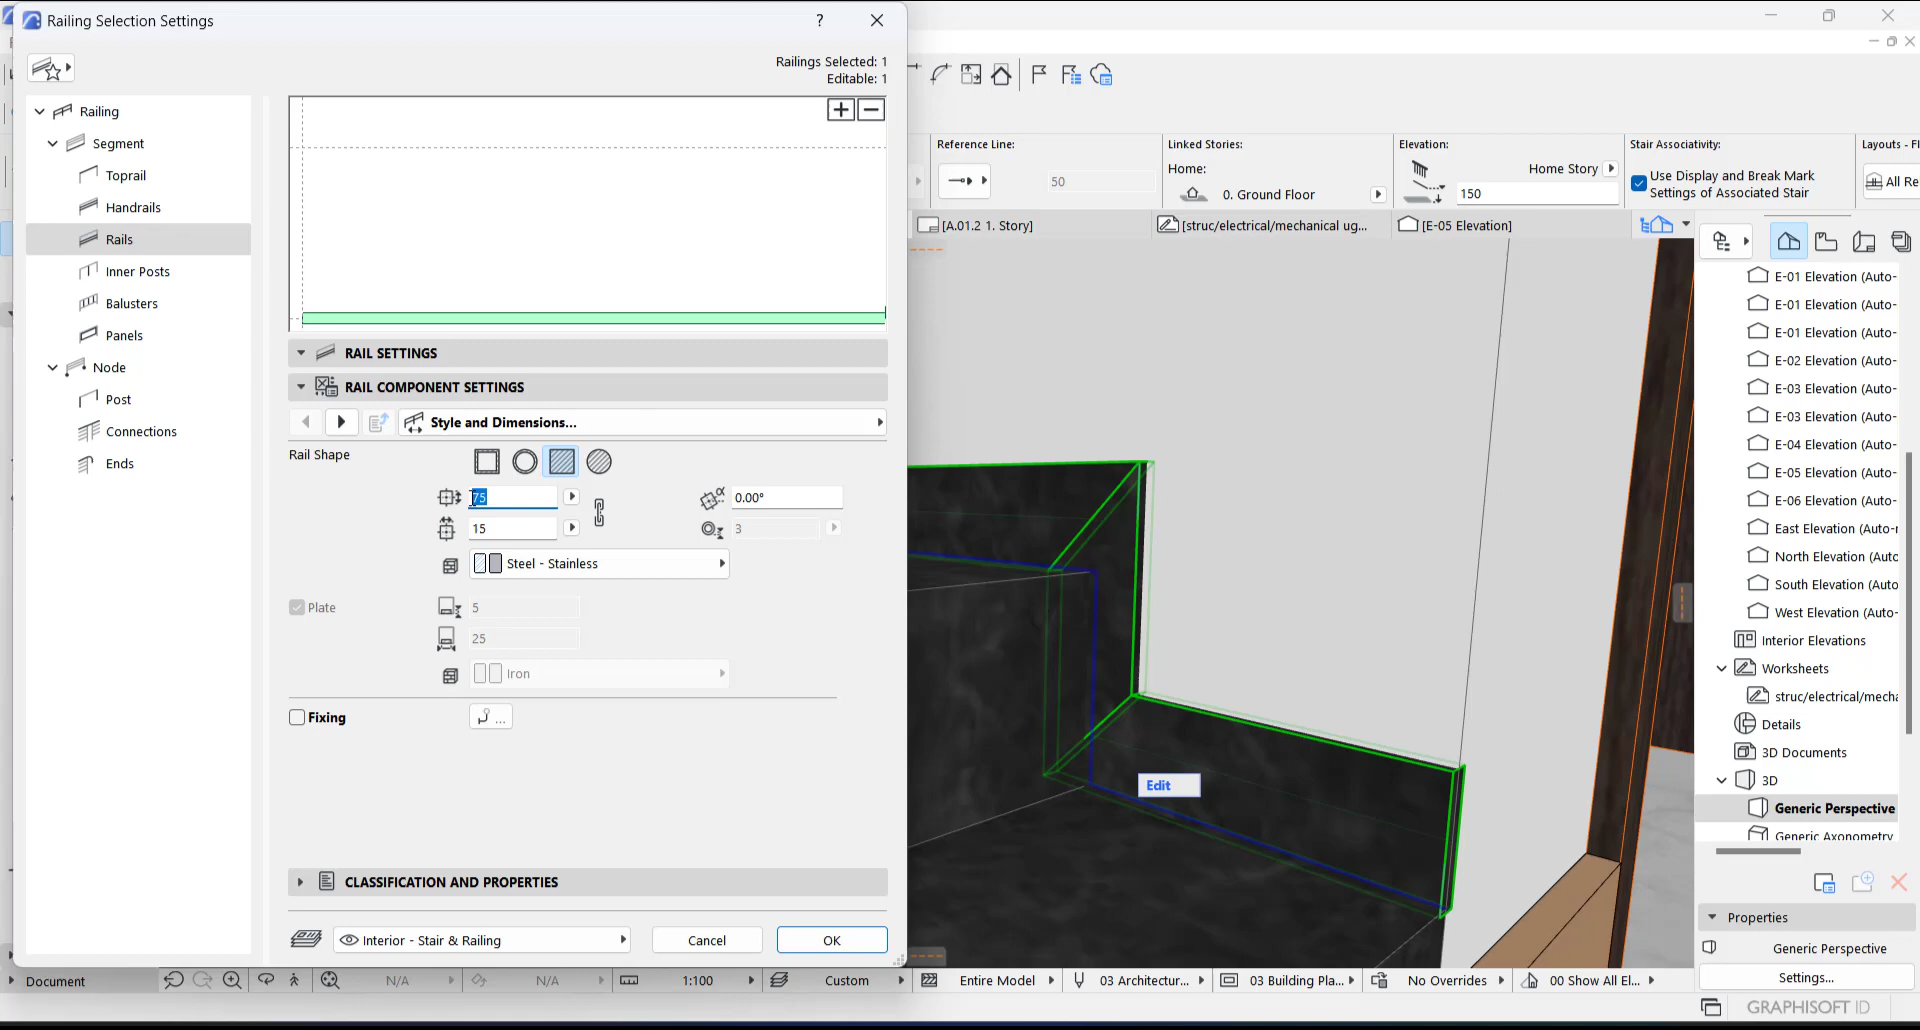 Railing Selection Settings
?
Railings Selected: 1
Editable: 1
Railing
Segment
Toprail
Handrails
Rails
Inner Posts
Balusters
Panels
Node
Post
Connections
Ends
RAIL SETTINGS
RAIL COMPONENT SETTINGS
Style and Dimensions...
Rail Shape
75
0.00°
15
3
Steel - Stainless
Plate
5
25
Iron
Fixing
...
CLASSIFICATION AND PROPERTIES
Interior - Stair & Railing
Cancel
OK
Reference Line:
50
Linked Stories:
Home:
0. Ground Floor
Elevation:
Home Story
150
Stair Associativity:
Use Display and Break Mark
Settings of Associated Stair
Layouts - Fl
All Re
[A.01.2 1. Story]
[struc/electrical/mechanical ug...
[E-05 Elevation]
Edit
E-01 Elevation (Auto-
E-01 Elevation (Auto-
E-01 Elevation (Auto-
E-02 Elevation (Auto-
E-03 Elevation (Auto-
E-03 Elevation (Auto-
E-04 Elevation (Auto-
E-05 Elevation (Auto-
E-06 Elevation (Auto-
East Elevation (Auto-r
North Elevation (Auto
South Elevation (Auto
West Elevation (Auto-
Interior Elevations
Worksheets
struc/electrical/mecha
Details
3D Documents
3D
Generic Perspective
Generic Axonometry
Properties
Generic Perspective
Settings...
Document
N/A
N/A
1:100
Custom
Entire Model
03 Architectur...
03 Building Pla...
No Overrides
00 Show All El...
GRAPHISOFT ID